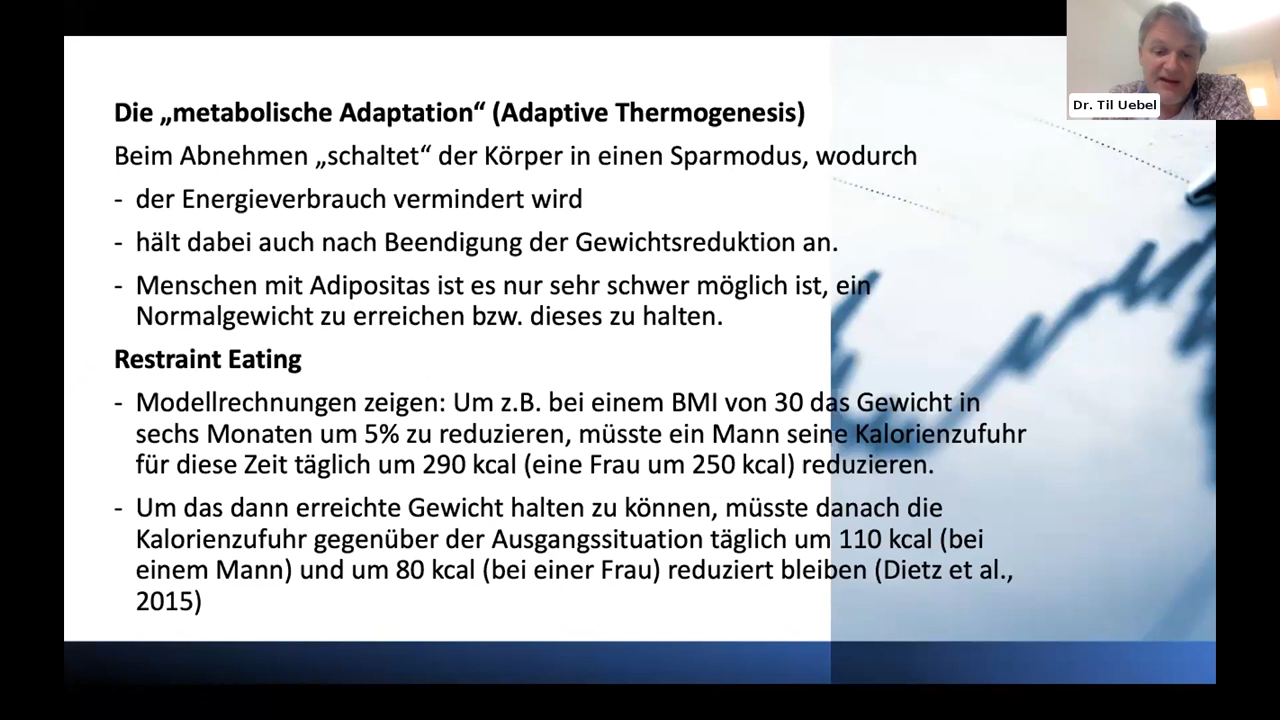 Die „metabolische Adaptation“ (Adaptive Thermogenesis)
Beim Abnehmen „schaltet“ der Körper in einen Sparmodus, wodurch
- der Energieverbrauch vermindert wird
- hält dabei auch nach Beendigung der Gewichtsreduktion an.
- Menschen mit Adipositas ist es nur sehr schwer möglich ist, ein
Normalgewicht zu erreichen bzw. dieses zu halten.
Restraint Eating
- Modellrechnungen zeigen: Um z.B. bei einem BMI von 30 das Gewicht in
sechs Monaten um 5% zu reduzieren, müsste ein Mann seine Kalorienzufuhr
für diese Zeit täglich um 290 kcal (eine Frau um 250 kcal) reduzieren.
- Um das dann erreichte Gewicht halten zu können, müsste danach die
Kalorienzufuhr gegenüber der Ausgangssituation täglich um 110 kcal (bei
einem Mann) und um 80 kcal (bei einer Frau) reduziert bleiben (Dietz et al.,
2015)
Dr. Til Uebel